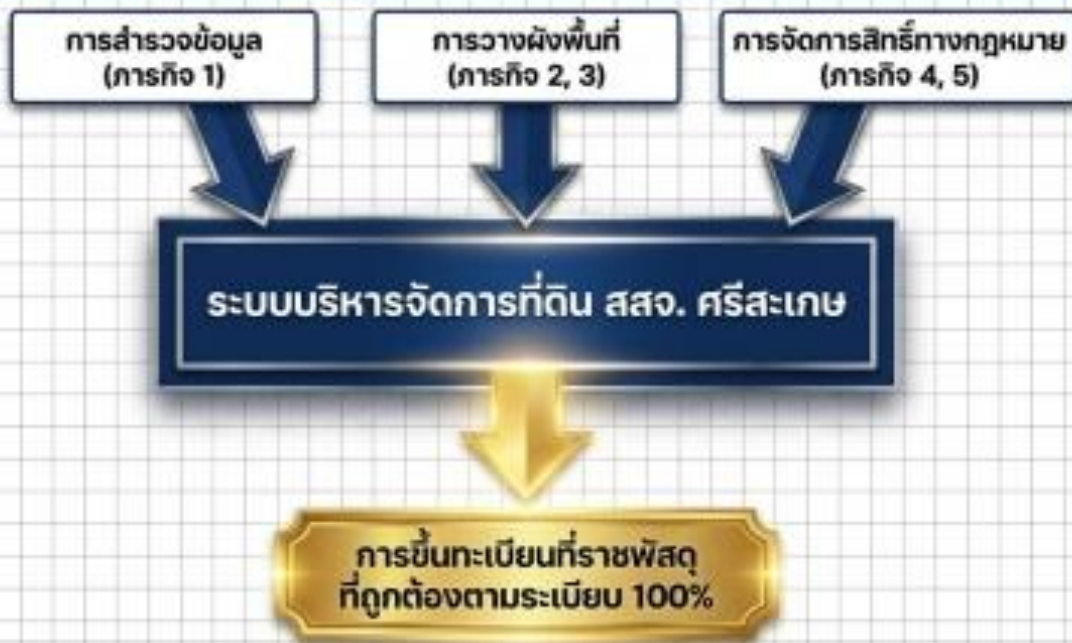 การสำรวจข้อมูล
(ภารกิจ 1)
การวางผังพื้นที่
(ภารกิจ 2, 3)
การจัดการสิทธิ์ทางกฎหมาย
(ภารกิจ 4, 5)
ระบบบริหารจัดการที่ดิน สสจ. ศรีสะเกษ
การขึ้นทะเบียนที่ราชพัสดุ
ที่ถูกต้องตามระเบียบ 100%